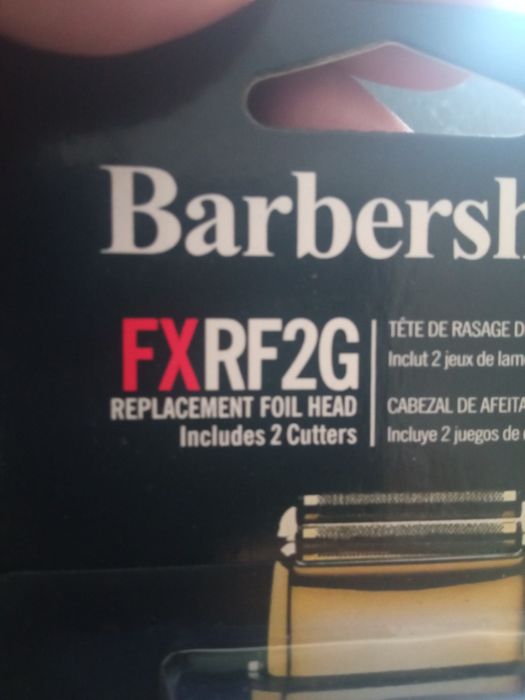 Barbersh
FXRF2G
REPLACEMENT FOIL HEAD
Includes 2 Cutters
TÊTE DE RASAGE D
Inclut 2 jeux de lam
CABEZAL DE AFEITA
Incluye 2 juegos de